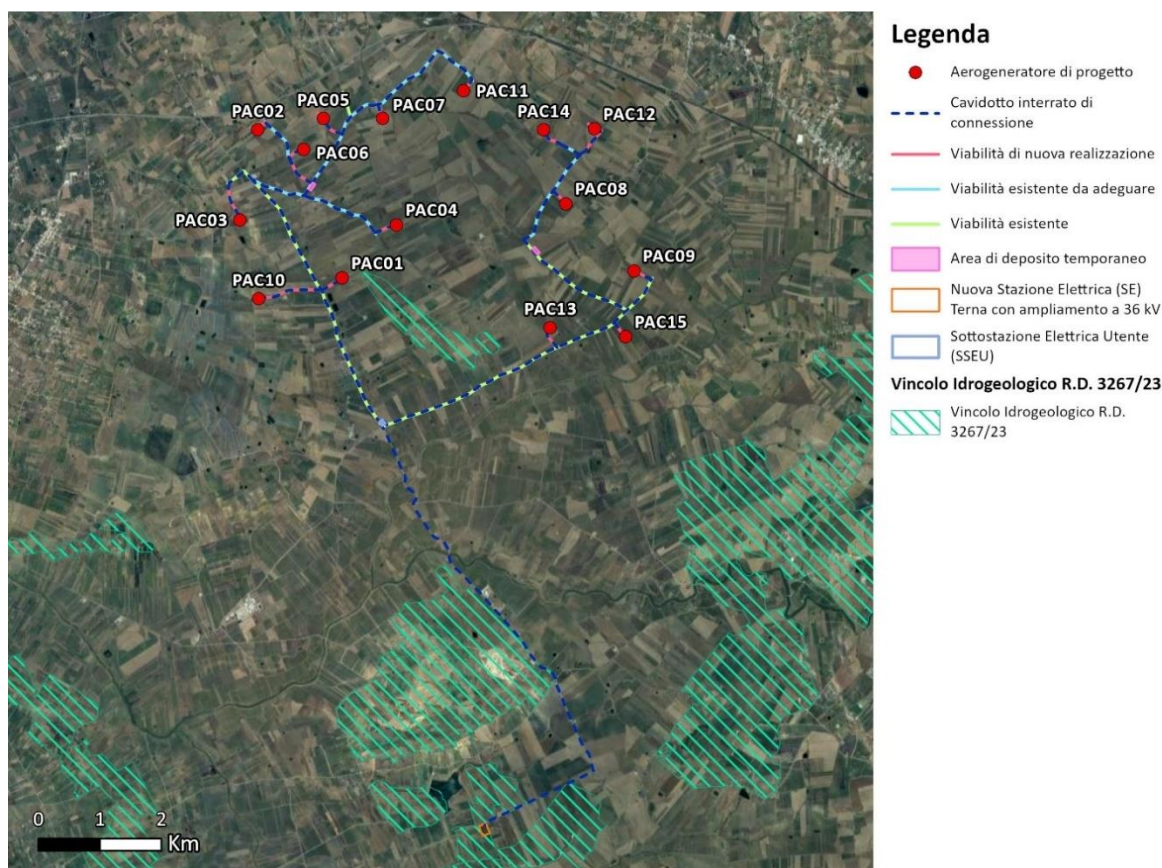 PAC02
PAC05
PAC07
PAC11
PAC14
PAC12
PAC06
PAC08
PAC03
PAC04
PAC01
PAC10
PAC09
PAC13
PAC15
0 1 2
Km
Legenda
Aerogeneratore di progetto
Cavidotto interrato di
connessione
Viabilità di nuova realizzazione
Viabilità esistente da adeguare
Viabilità esistente
Area di deposito temporaneo
Nuova Stazione Elettrica (SE)
Terna con ampliamento a 36 kV
Sottostazione Elettrica Utente
(SSEU)
Vincolo Idrogeologico R.D. 3267/23
Vincolo Idrogeologico R.D.
3267/23